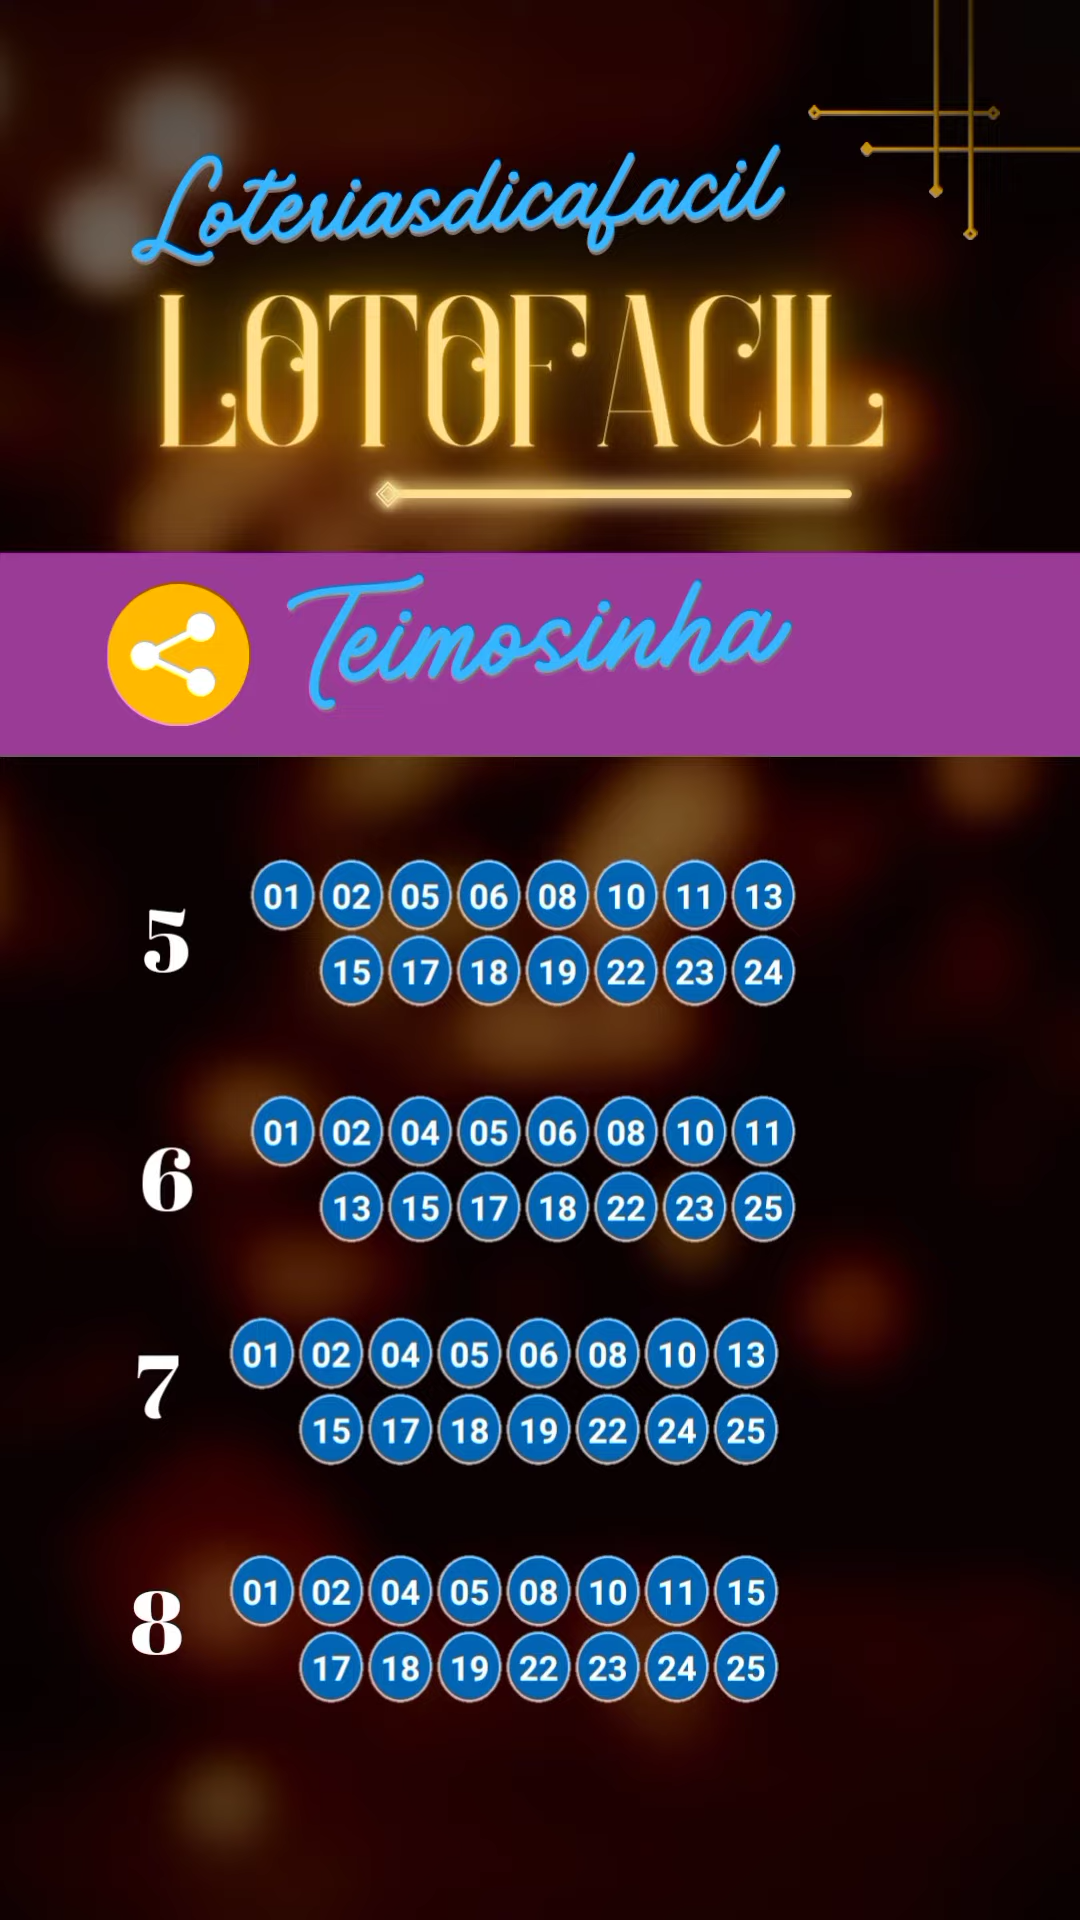 Loteriasdicafacil
LOTOFACIL
Teimosinha
5
01 02 05 06 08 10 11 13
15 17 18 19 22 23 24
6
01 02 04 05 06 08 10 11
13 15 17 18 22 23 25
7
01 02 04 05 06 08 10 13
15 17 18 19 22 24 25
8
01 02 04 05 08 10 11 15
17 18 19 22 23 24 25